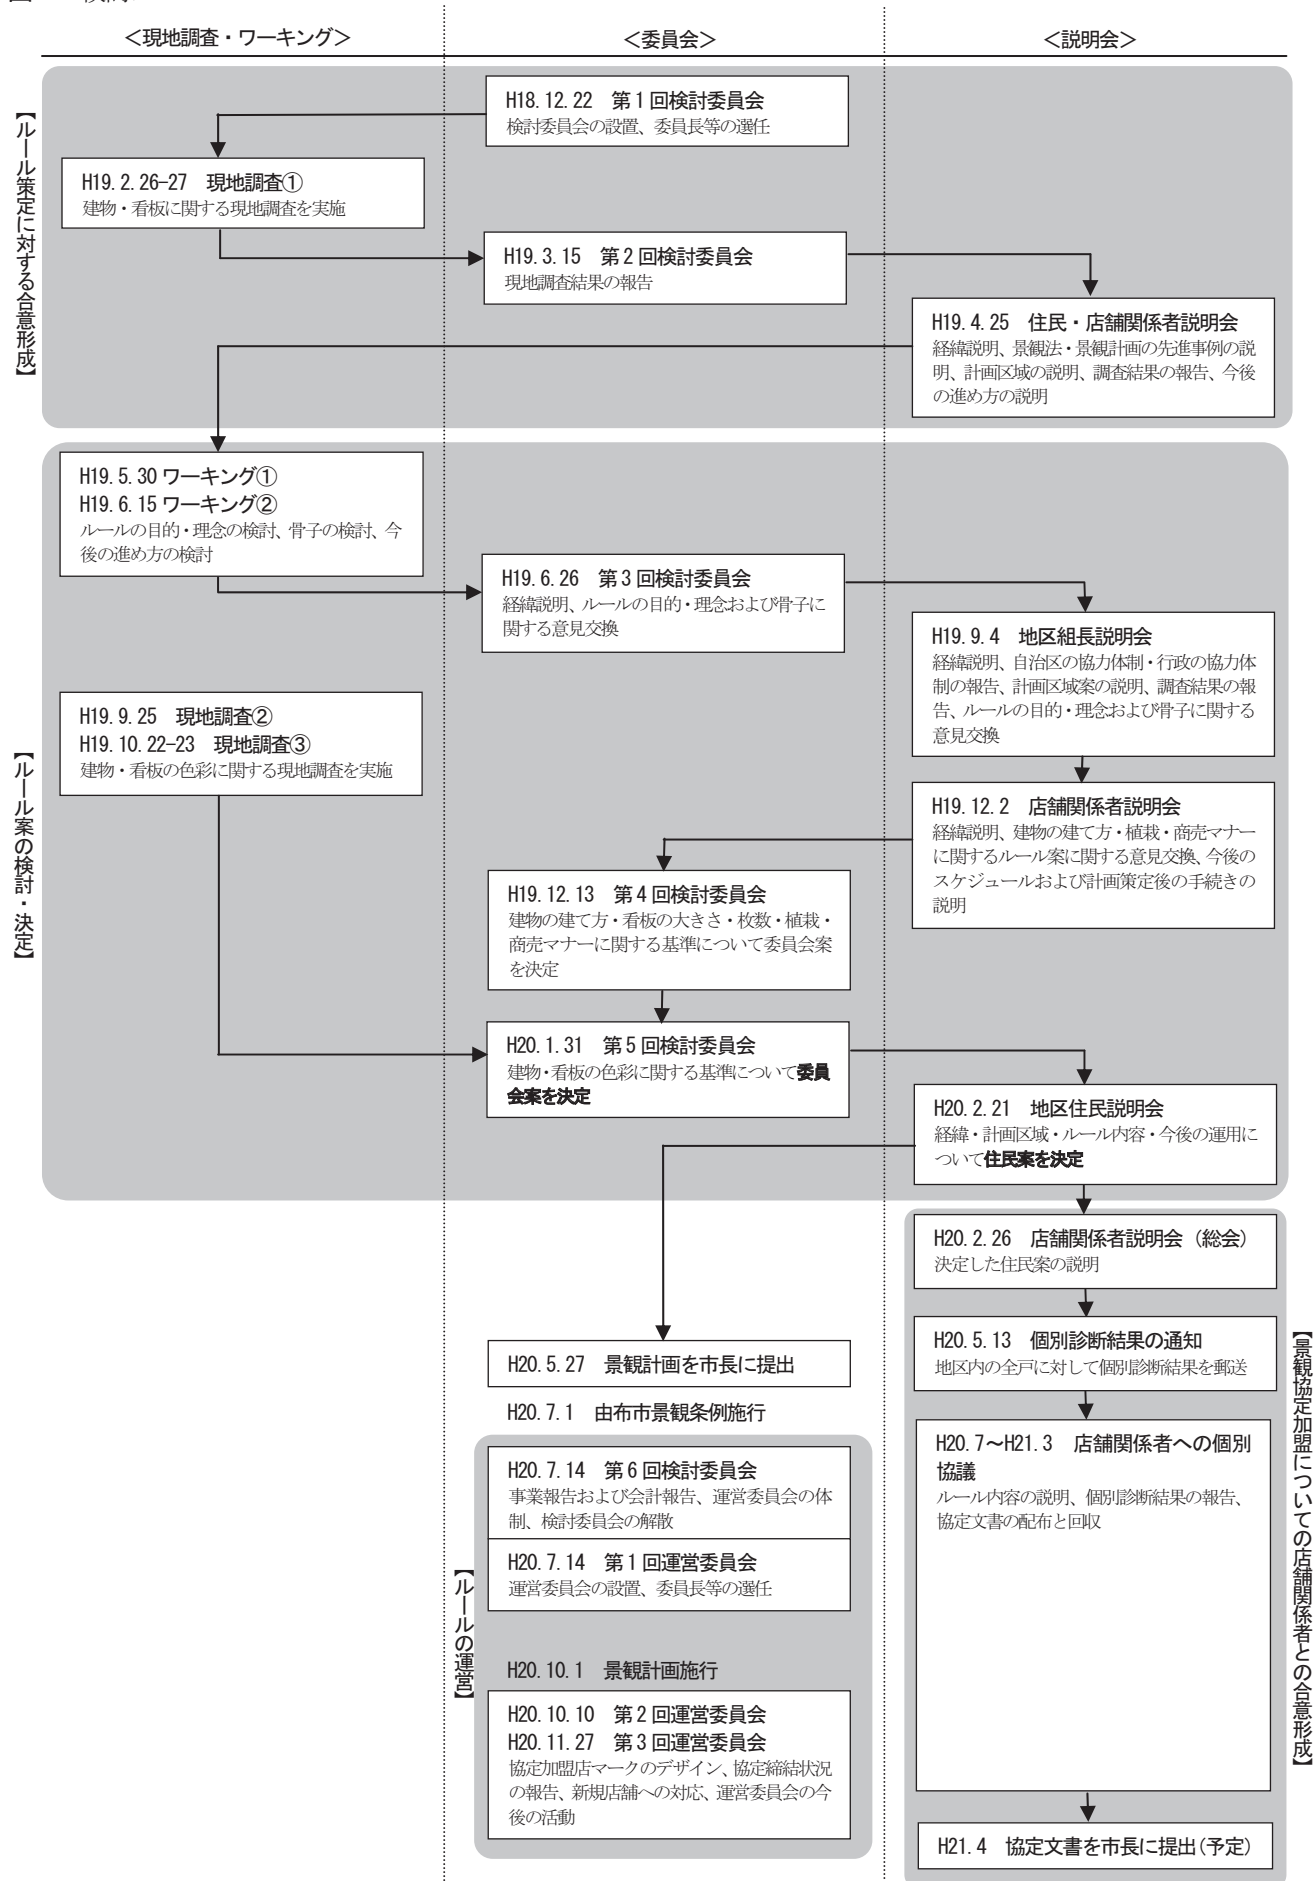 ＜現地調査・ワーキング＞
＜委員会＞
＜説明会＞
【ルール策定に対する合意形成】
H18.12.22　第1回検討委員会
検討委員会の設置、委員長等の選任
H19.2.26-27　現地調査①
建物・看板に関する現地調査を実施
H19.3.15　第2回検討委員会
現地調査結果の報告
H19.4.25　住民・店舗関係者説明会
経緯説明、景観法・景観計画の先進事例の説
明、計画区域の説明、調査結果の報告、今後
の進め方の説明
【ルール案の検討・決定】
H19.5.30 ワーキング①
H19.6.15 ワーキング②
ルールの目的・理念の検討、骨子の検討、今
後の進め方の検討
H19.6.26　第3回検討委員会
経緯説明、ルールの目的・理念および骨子に
関する意見交換
H19.9.4　地区組長説明会
経緯説明、自治区の協力体制・行政の協力体
制の報告、計画区域案の説明、調査結果の報
告、ルールの目的・理念および骨子に関する
意見交換
H19.9.25　現地調査②
H19.10.22-23　現地調査③
建物・看板の色彩に関する現地調査を実施
H19.12.2　店舗関係者説明会
経緯説明、建物の建て方・植栽・商売マナー
に関するルール案に関する意見交換、今後の
スケジュールおよび計画策定後の手続きの
説明
H19.12.13　第4回検討委員会
建物の建て方・看板の大きさ・枚数・植栽・
商売マナーに関する基準について委員会案
を決定
H20.1.31　第5回検討委員会
建物・看板の色彩に関する基準について委員
会案を決定
H20.2.21　地区住民説明会
経緯・計画区域・ルール内容・今後の運用に
ついて住民案を決定
【景観協定加盟についての店舗関係者との合意形成】
H20.2.26　店舗関係者説明会（総会）
決定した住民案の説明
H20.5.13　個別診断結果の通知
地区内の全戸に対して個別診断結果を郵送
H20.5.27　景観計画を市長に提出
H20.7.1　由布市景観条例施行
H20.7～H21.3　店舗関係者への個別
協議
ルール内容の説明、個別診断結果の報告、
協定文書の配布と回収
【ルールの運営】
H20.7.14　第6回検討委員会
事業報告および会計報告、運営委員会の体
制、検討委員会の解散
H20.7.14　第1回運営委員会
運営委員会の設置、委員長等の選任
H20.10.1　景観計画施行
H20.10.10　第2回運営委員会
H20.11.27　第3回運営委員会
協定加盟店マークのデザイン、協定締結状況
の報告、新規店舗への対応、運営委員会の今
後の活動
H21.4　協定文書を市長に提出（予定）